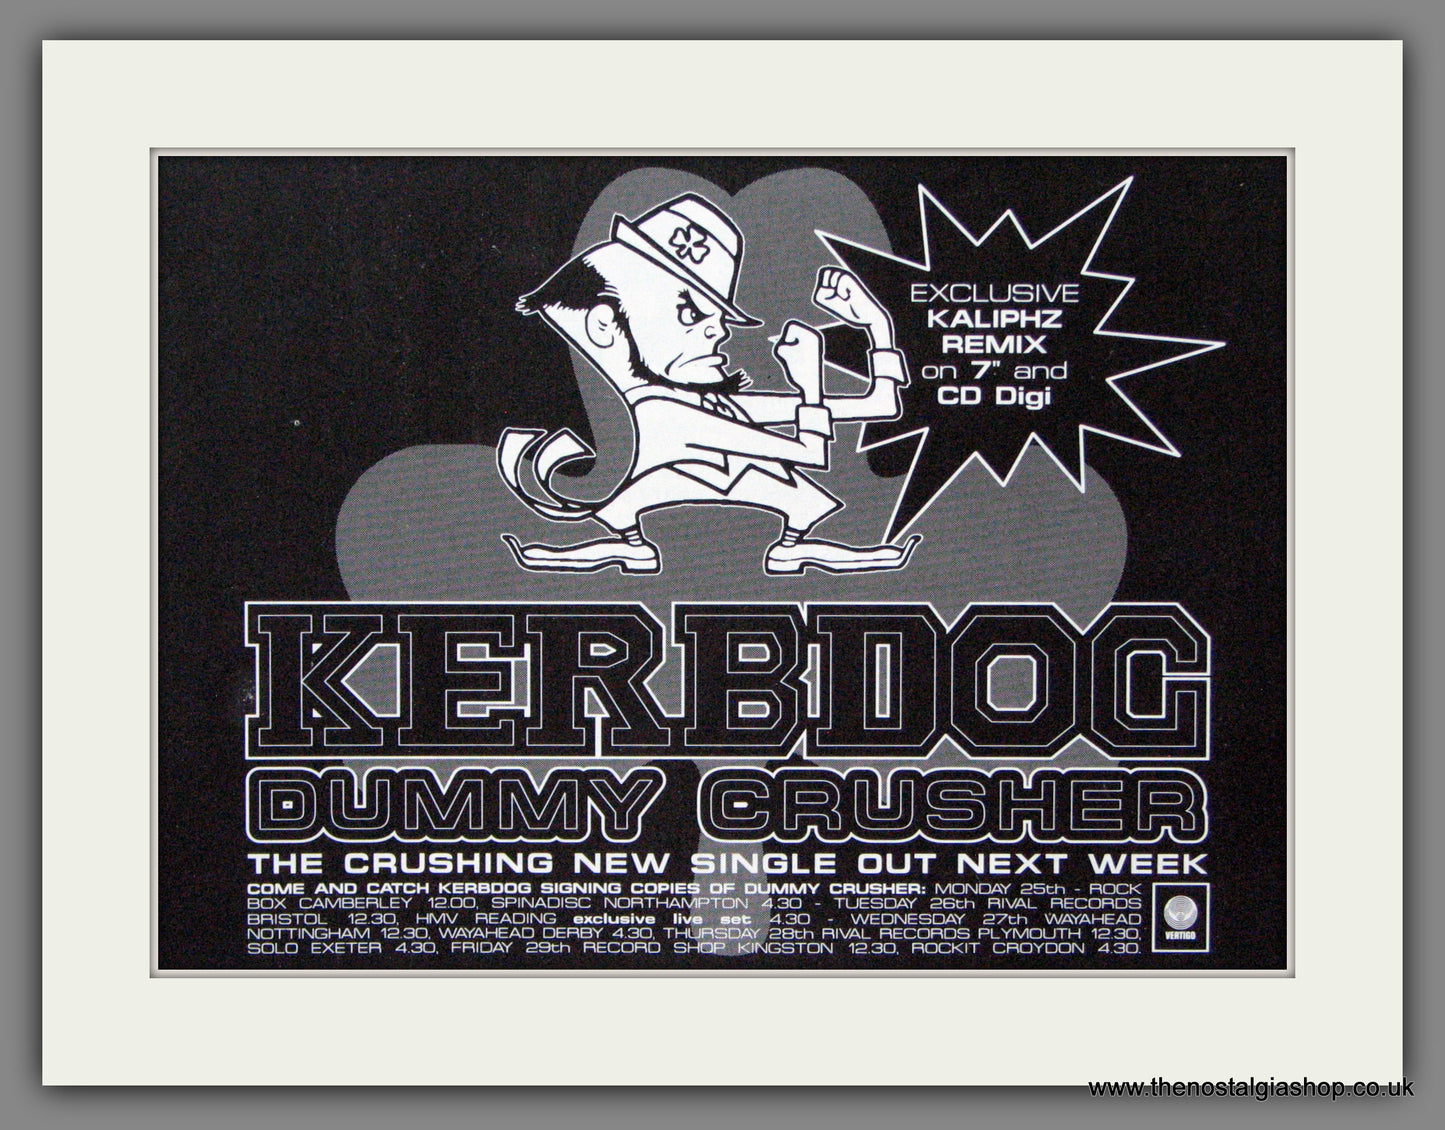 EXCLUSIVE
KALIPHZ
REMIX
on 7" and
CD Digi
KERBDOG
DUMMY CRUSHER
THE CRUSHING NEW SINGLE OUT NEXT WEEK
COME AND CATCH KERBDOG SIGNING COPIES OF DUMMY CRUSHER: MONDAY 25th - ROCK
BOX CAMBERLEY 12.00, SPINADISC NORTHAMPTON 4.30 - TUESDAY 26th RIVAL RECORDS
BRISTOL 12.30, HMV READING exclusive live set 4.30 - WEDNESDAY 27th WAYAHEAD
NOTTINGHAM 12.30, WAYAHEAD DERBY 4.30, THURSDAY 28th RIVAL RECORDS PLYMOUTH 12.30,
SOLO EXETER 4.30, FRIDAY 29th RECORD SHOP KINGSTON 12.30, ROCKIT CROYDON 4.30.
VERTIGO
www.thenostalgiashop.co.uk